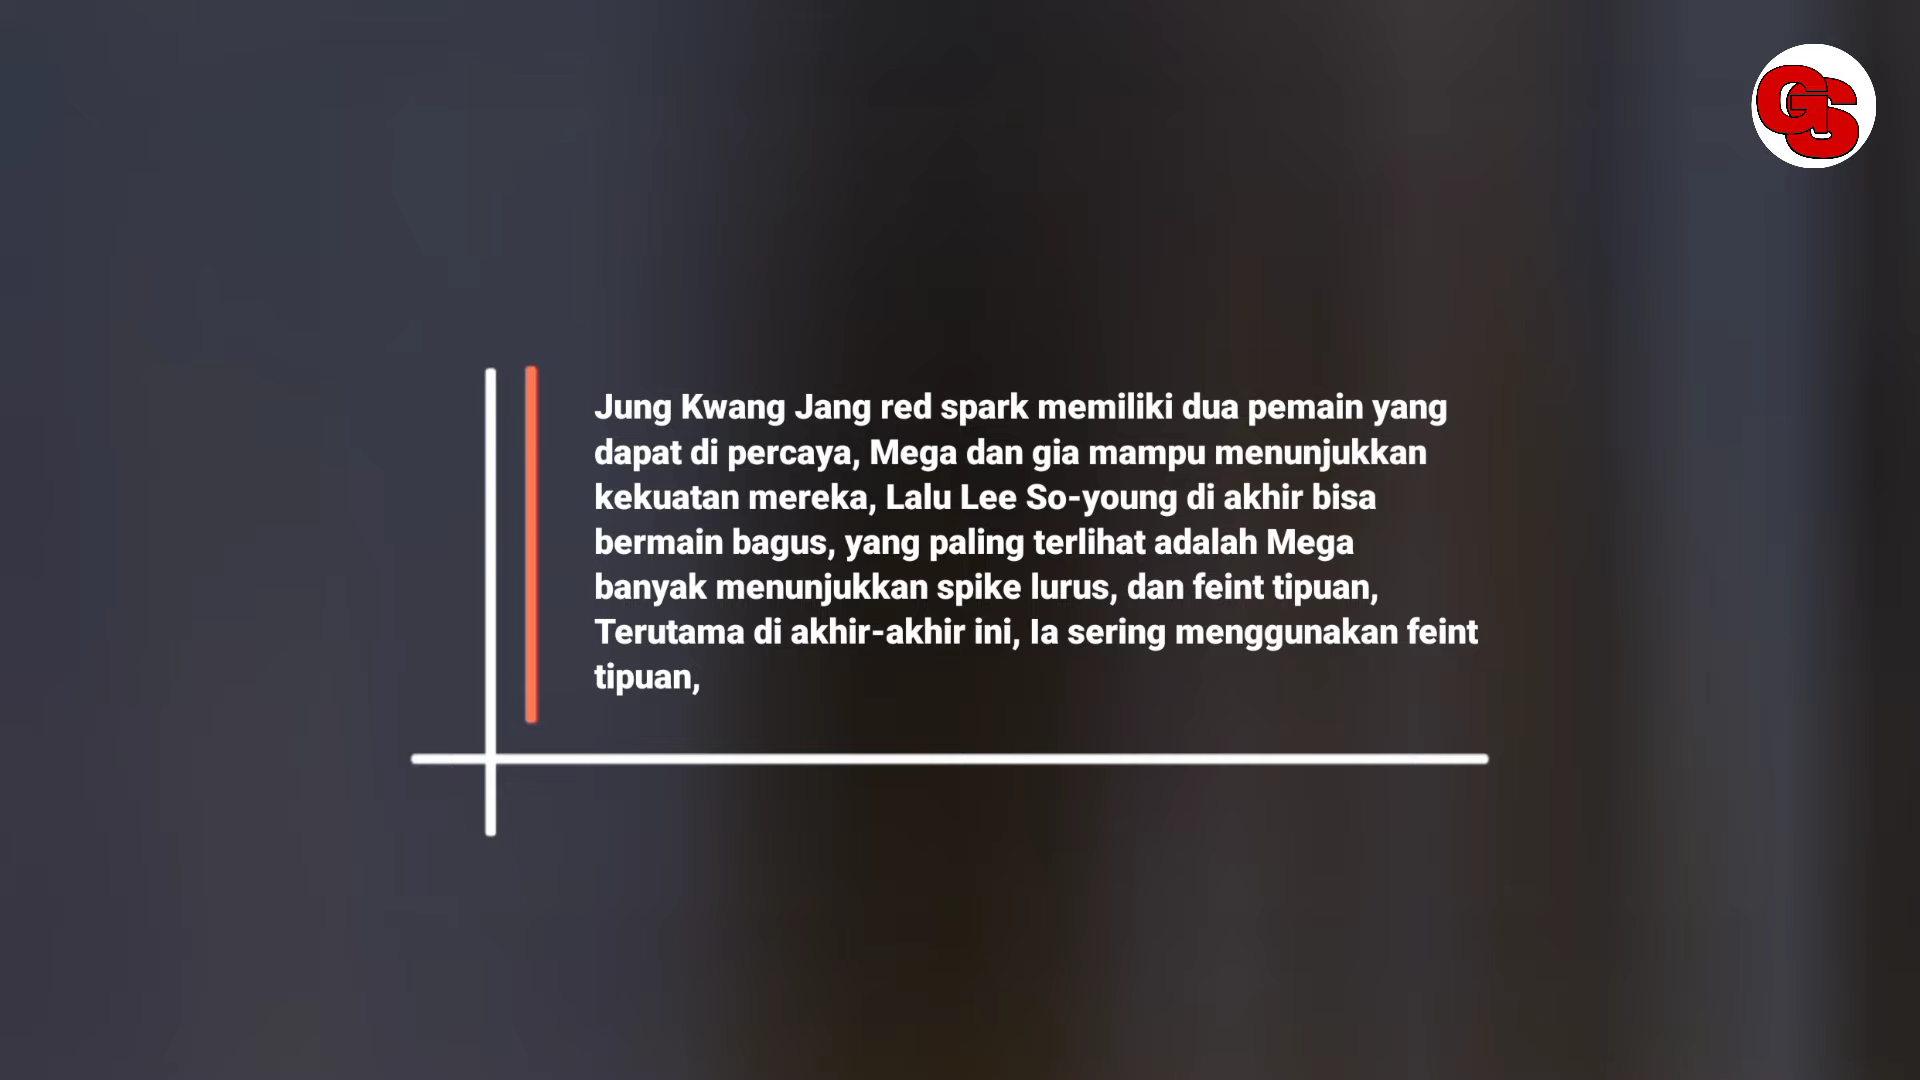 GS
Jung Kwang Jang red spark memiliki dua pemain yang
dapat di percaya, Mega dan gia mampu menunjukkan
kekuatan mereka, Lalu Lee So-young di akhir bisa
bermain bagus, yang paling terlihat adalah Mega
banyak menunjukkan spike lurus, dan feint tipuan,
Terutama di akhir-akhir ini, Ia sering menggunakan feint
tipuan,